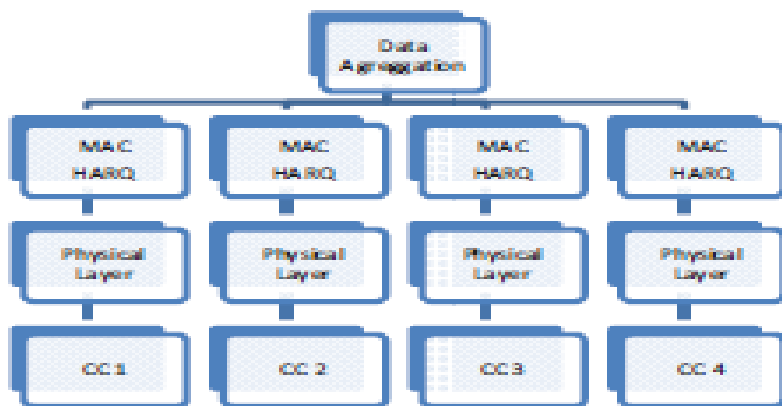 Data
Agreggation
MAC
HARQ
MAC
HARQ
MAC
HARQ
MAC
HARQ
Physical
Layer
Physical
Layer
Physical
Layer
Physical
Layer
CC 1
CC 2
CC 3
CC 4